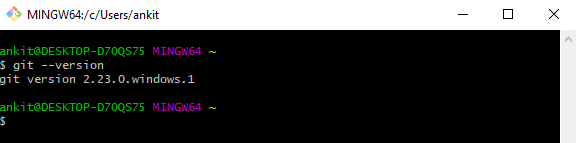 MINGW64:/c/Users/ankit
ankit@DESKTOP-D7OQS75 MINGW64 ~
$ git --version
git version 2.23.0.windows.1
ankit@DESKTOP-D7OQS75 MINGW64 ~
$